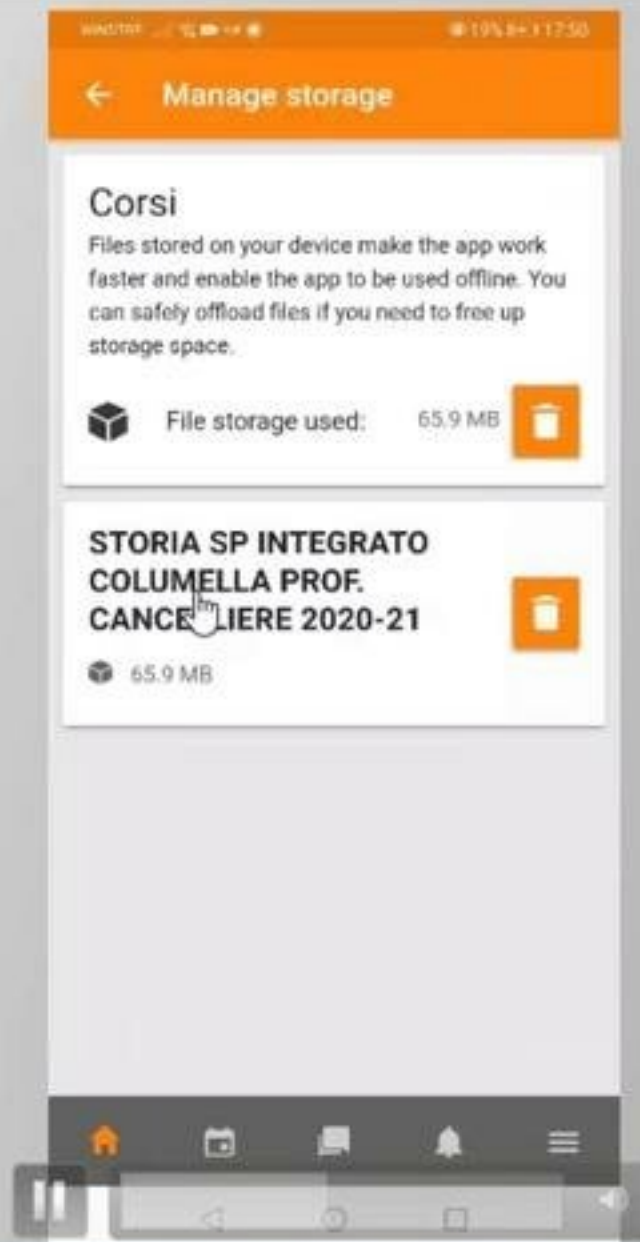 Manage storage
Corsi
Files stored on your device make the app work
faster and enable the app to be used offline. You
can safely offload files if you need to free up
storage space.
File storage used: 65.9 MB
STORIA SP INTEGRATO
COLUMELLA PROF.
2020-21
65.9 MB